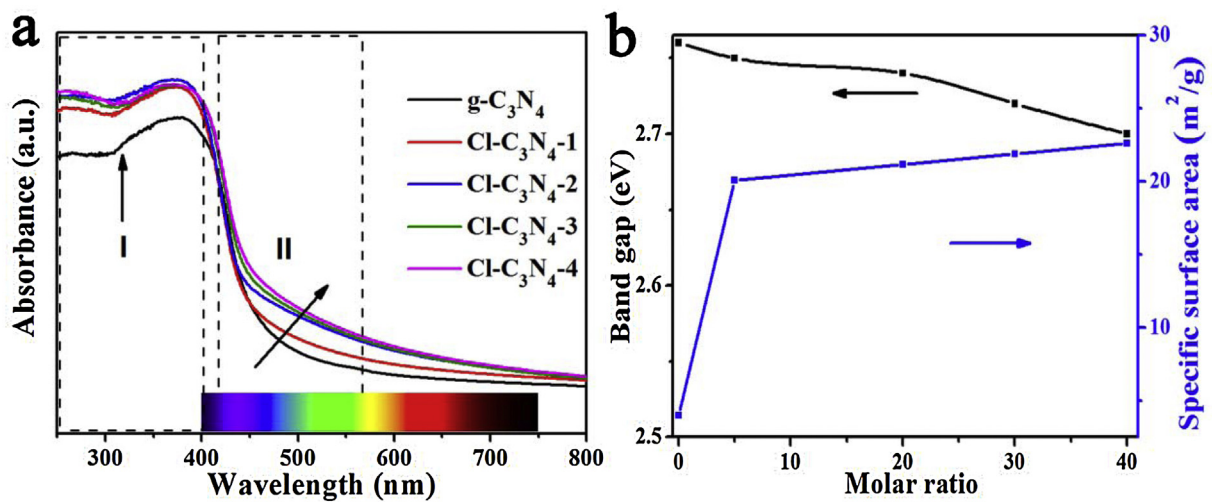 a
Absorbance (a.u.)
I
II
g-C₃N₄
Cl-C₃N₄-1
Cl-C₃N₄-2
Cl-C₃N₄-3
Cl-C₃N₄-4
300 400 500 600 700 800
Wavelength (nm)
b
Band gap (eV)
2.7
2.6
2.5
30
20
10
Specific surface area (m²/g)
0 10 20 30 40
Molar ratio